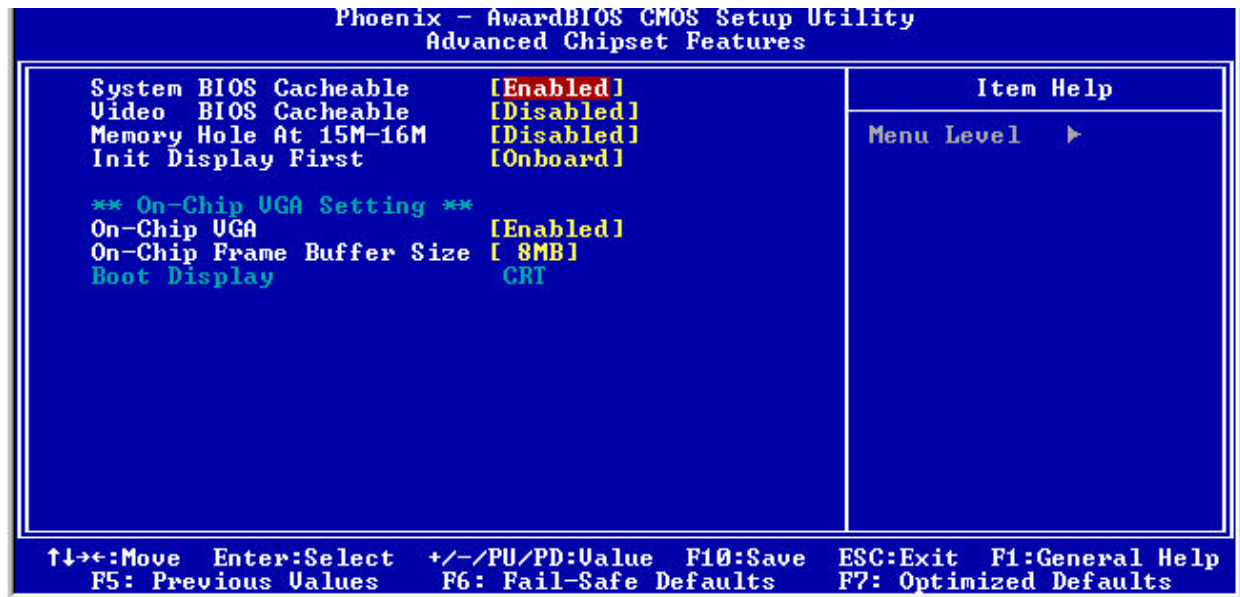 Phoenix - AwardBIOS CMOS Setup Utility
Advanced Chipset Features
System BIOS Cacheable [Enabled]
Video BIOS Cacheable [Disabled]
Memory Hole At 15M-16M [Disabled]
Init Display First [Onboard]
** On-Chip VGA Setting **
On-Chip VGA [Enabled]
On-Chip Frame Buffer Size [ 8MB]
Boot Display CRT
Item Help
Menu Level ►
↑↓→←:Move Enter:Select +/-/PU/PD:Value F10:Save ESC:Exit F1:General Help
F5: Previous Values F6: Fail-Safe Defaults F7: Optimized Defaults